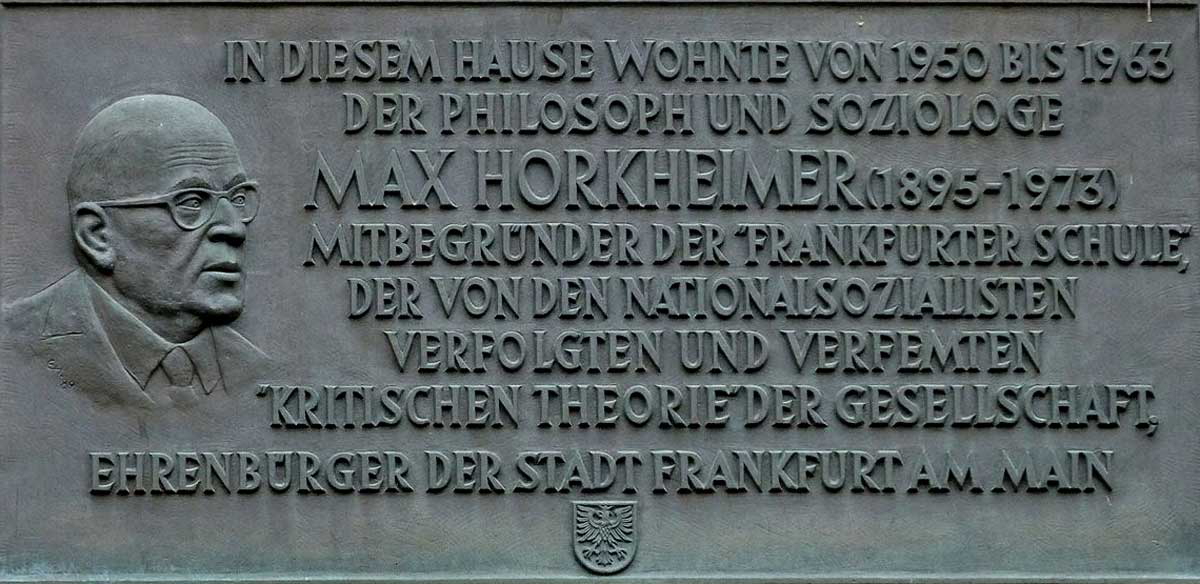 IN DIESEM HAUSE WOHNTE VON 1950 BIS 1963
DER PHILOSOPH UND SOZIOLOGE
MAX HORKHEIMER (1895-1973)
MITBEGRÜNDER DER "FRANKFURTER SCHULE",
DER VON DEN NATIONALSOZIALISTEN
VERFOLGTEN UND VERFEMTEN
"KRITISCHEN THEORIE" DER GESELLSCHAFT,
EHRENBÜRGER DER STADT FRANKFURT AM MAIN